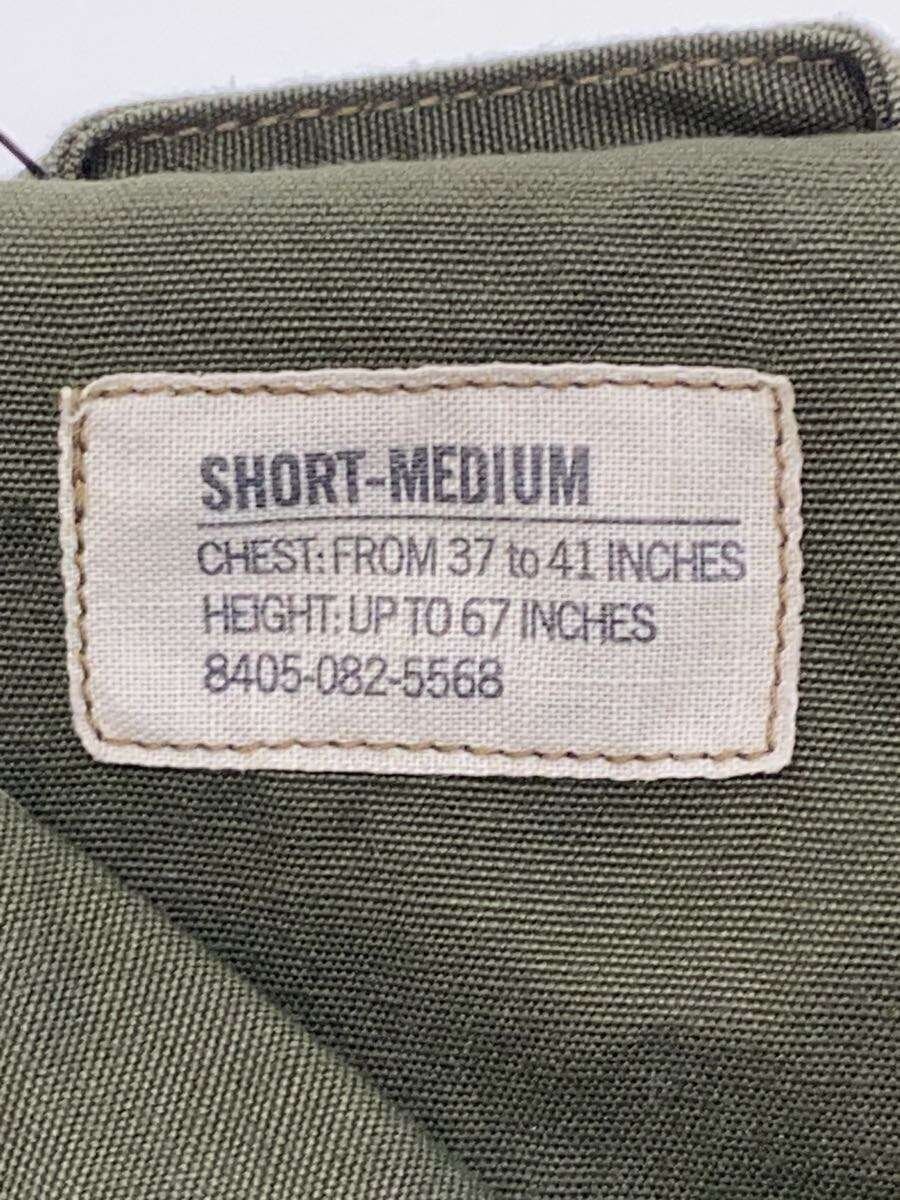 SHORT-MEDIUM
CHEST: FROM 37 to 41 INCHES
HEIGHT: UP TO 67 INCHES
8405-082-5568